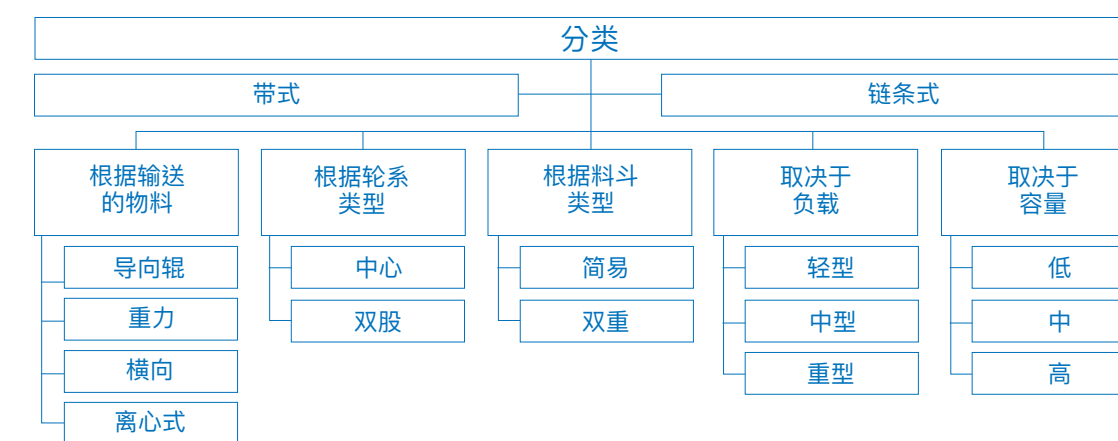 分类
带式
链条式
根据输送
的物料
根据轮系
类型
根据料斗
类型
取决于
负载
取决于
容量
导向辊
重力
横向
离心式
中心
双股
简易
双重
轻型
中型
重型
低
中
高